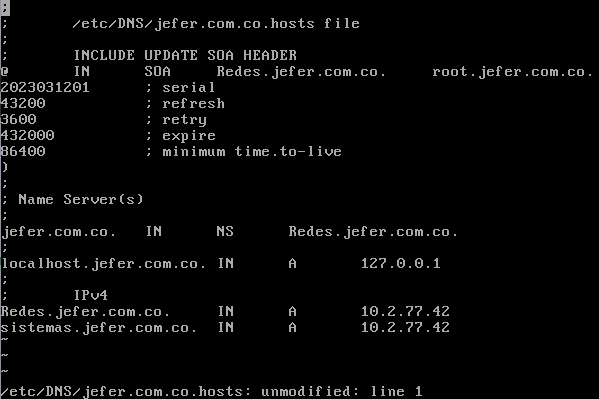 ;
;       /etc/DNS/jefer.com.co.hosts file
;
;       INCLUDE UPDATE SOA HEADER
@       IN      SOA     Redes.jefer.com.co.     root.jefer.com.co.
2023031201      ; serial
43200           ; refresh
3600            ; retry
432000          ; expire
86400           ; minimum time.to-live
)
;
; Name Server(s)
;
jefer.com.co.   IN      NS      Redes.jefer.com.co.
;
localhost.jefer.com.co. IN      A       127.0.0.1
;
;       IPv4
Redes.jefer.com.co.     IN      A       10.2.77.42
sistemas.jefer.com.co.  IN      A       10.2.77.42
~
~
~
/etc/DNS/jefer.com.co.hosts: unmodified: line 1